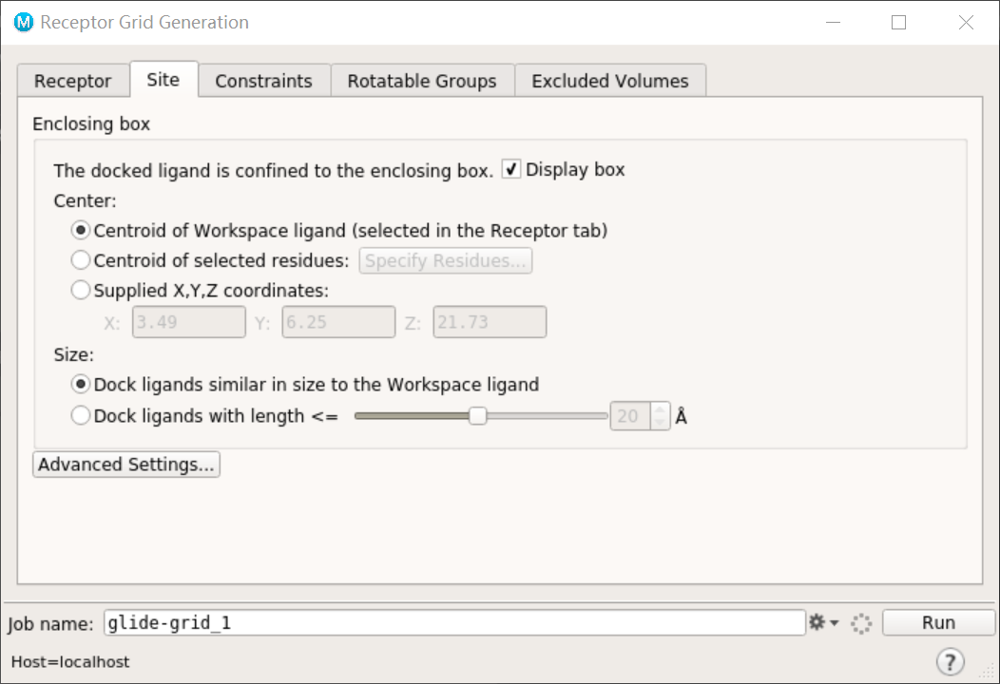 Receptor Grid Generation
Receptor Site Constraints Rotatable Groups Excluded Volumes
Enclosing box
The docked ligand is confined to the enclosing box. Display box
Center:
Centroid of Workspace ligand (selected in the Receptor tab)
Centroid of selected residues: Specify Residues...
Supplied X,Y,Z coordinates:
X: 3.49 Y: 6.25 Z: 21.73
Size:
Dock ligands similar in size to the Workspace ligand
Dock ligands with length <= 20 Å
Advanced Settings...
Job name: glide-grid_1 Run
Host=localhost ?